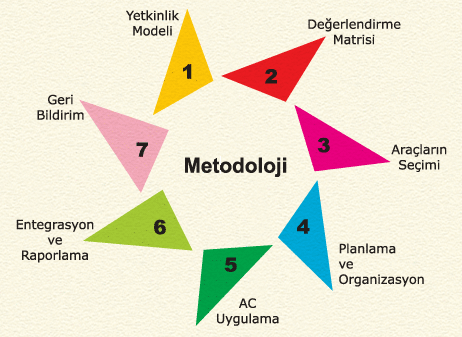 Yetkinlik
Modeli
1
Değerlendirme
Matrisi
2
Araçların
Seçimi
3
Planlama
ve
Organizasyon
4
AC
Uygulama
5
Entegrasyon
ve
Raporlama
6
Geri
Bildirim
7
Metodoloji